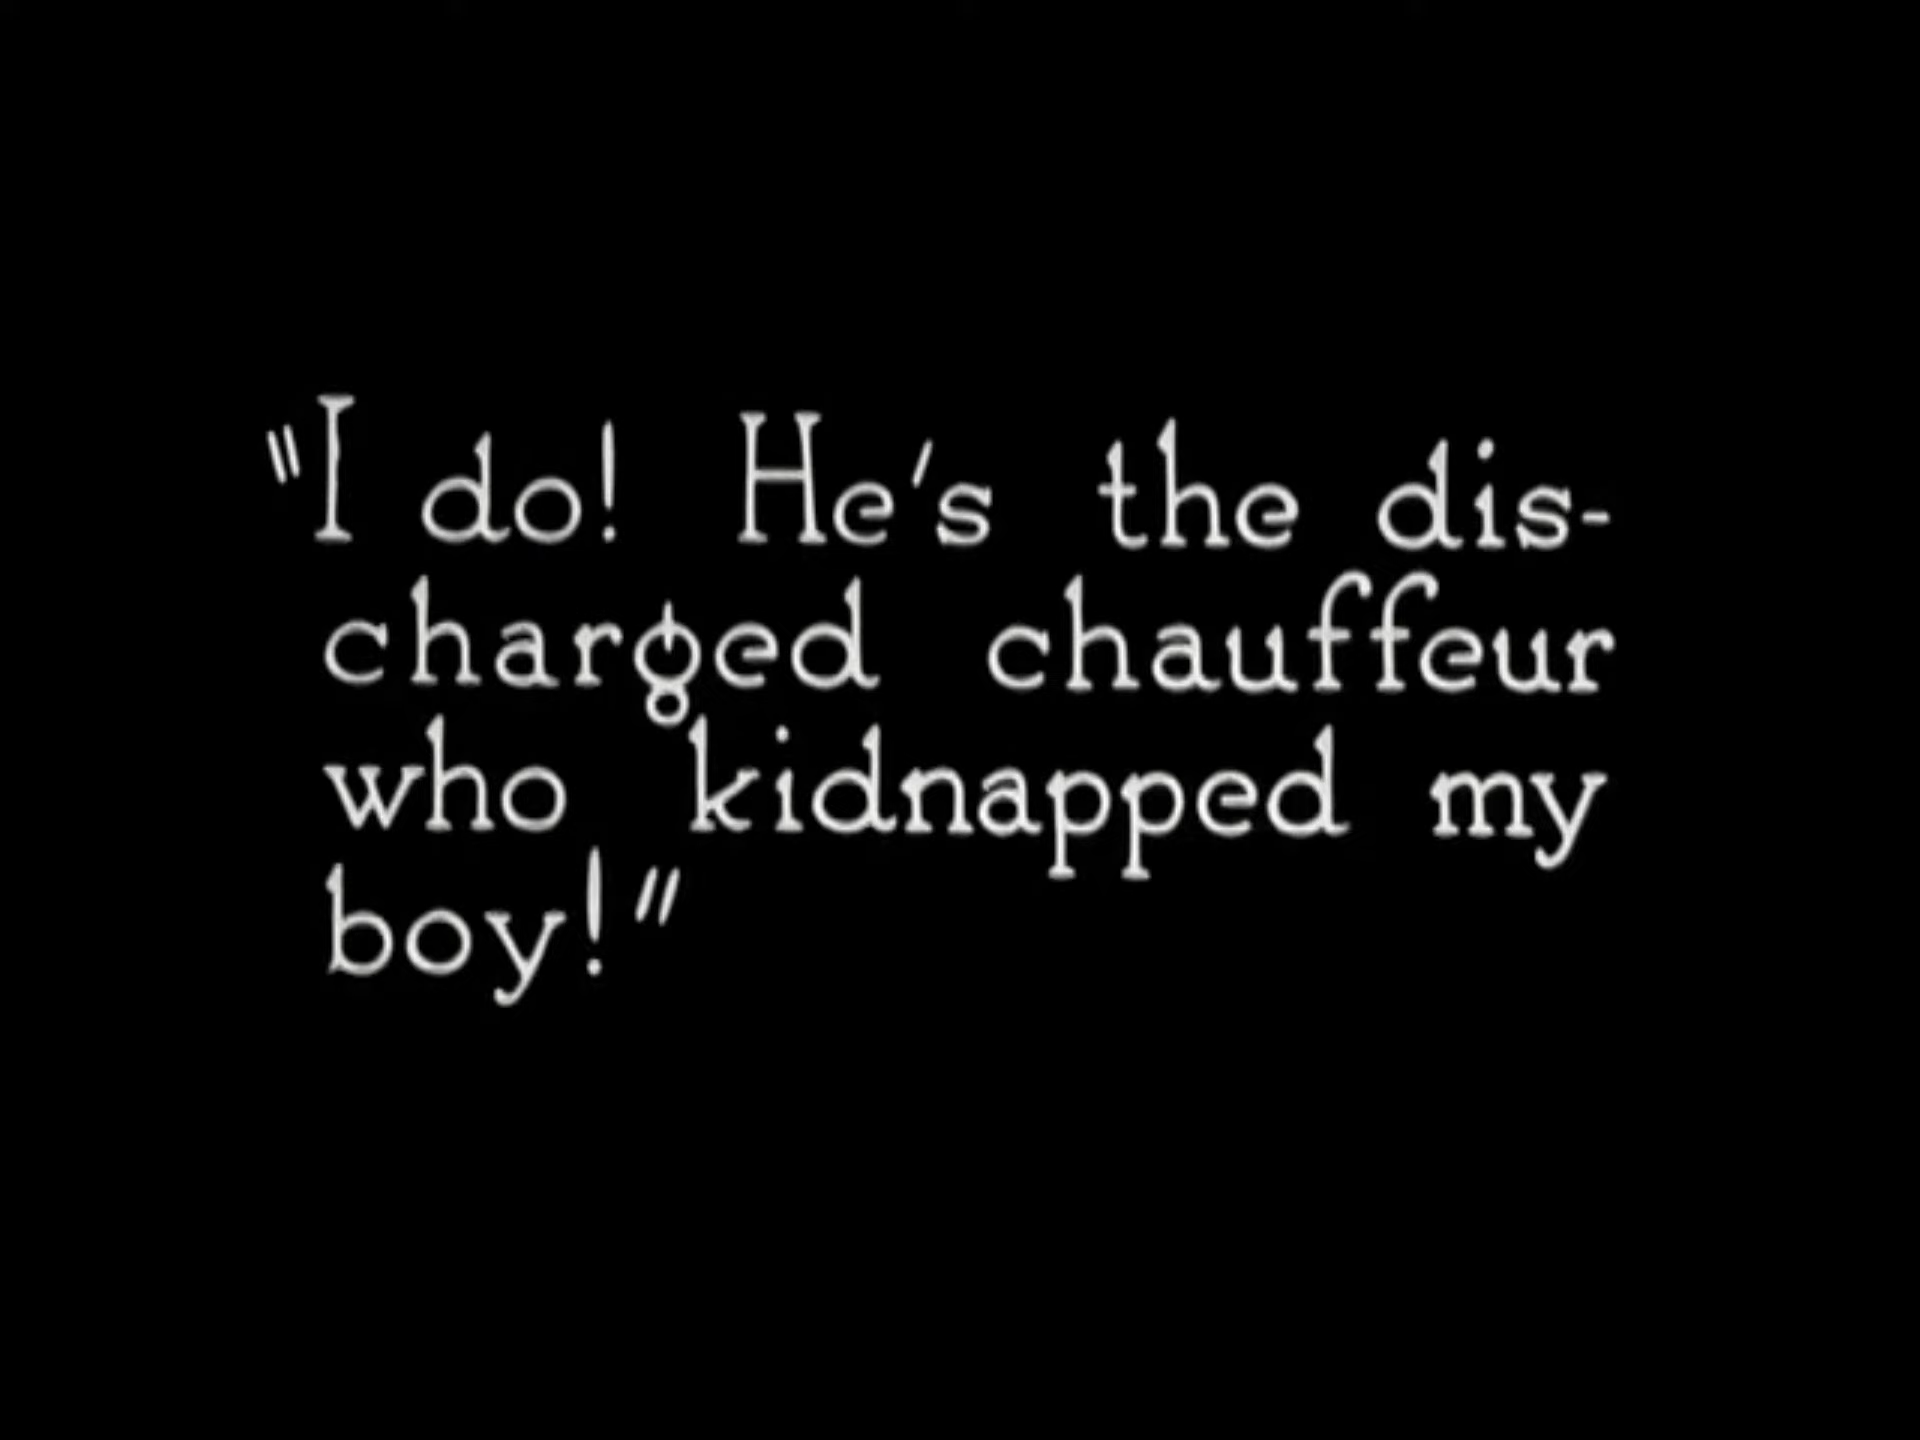 "I do! He's the dis-
charged chauffeur
who kidnapped my
boy!"